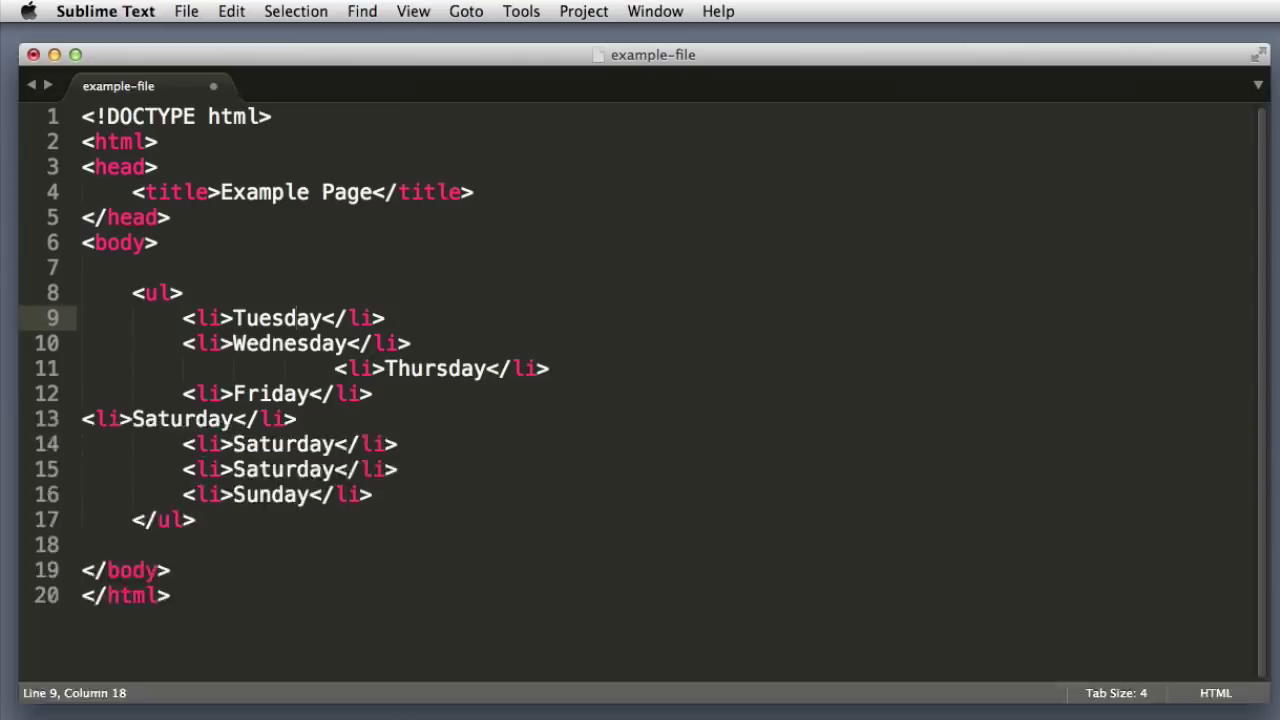 Sublime Text File Edit Selection Find View Goto Tools Project Window Help
example-file
example-file
1 <!DOCTYPE html>
2 <html>
3 <head>
4     <title>Example Page</title>
5 </head>
6 <body>
7
8     <ul>
9         <li>Tuesday</li>
10         <li>Wednesday</li>
11                     <li>Thursday</li>
12         <li>Friday</li>
13 <li>Saturday</li>
14         <li>Saturday</li>
15         <li>Saturday</li>
16         <li>Sunday</li>
17     </ul>
18
19 </body>
20 </html>
Line 9, Column 18 Tab Size: 4 HTML